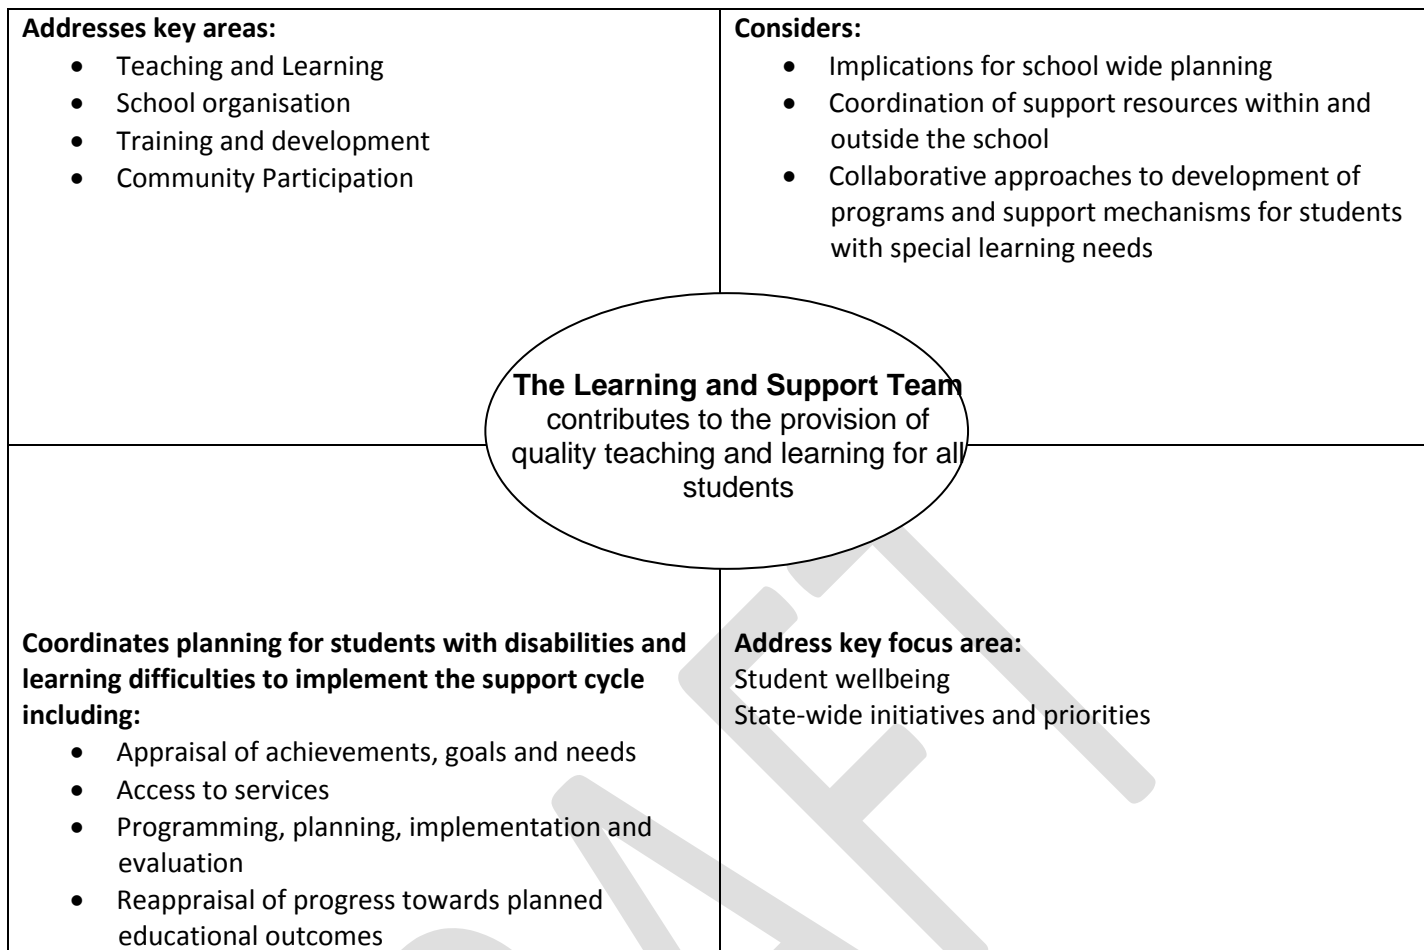 Addresses key areas:
• Teaching and Learning
• School organisation
• Training and development
• Community Participation
Considers:
• Implications for school wide planning
• Coordination of support resources within and
outside the school
• Collaborative approaches to development of
programs and support mechanisms for students
with special learning needs
The Learning and Support Team
contributes to the provision of
quality teaching and learning for all
students
Coordinates planning for students with disabilities and
learning difficulties to implement the support cycle
including:
• Appraisal of achievements, goals and needs
• Access to services
• Programming, planning, implementation and
evaluation
• Reappraisal of progress towards planned
educational outcomes
Address key focus area:
Student wellbeing
State-wide initiatives and priorities